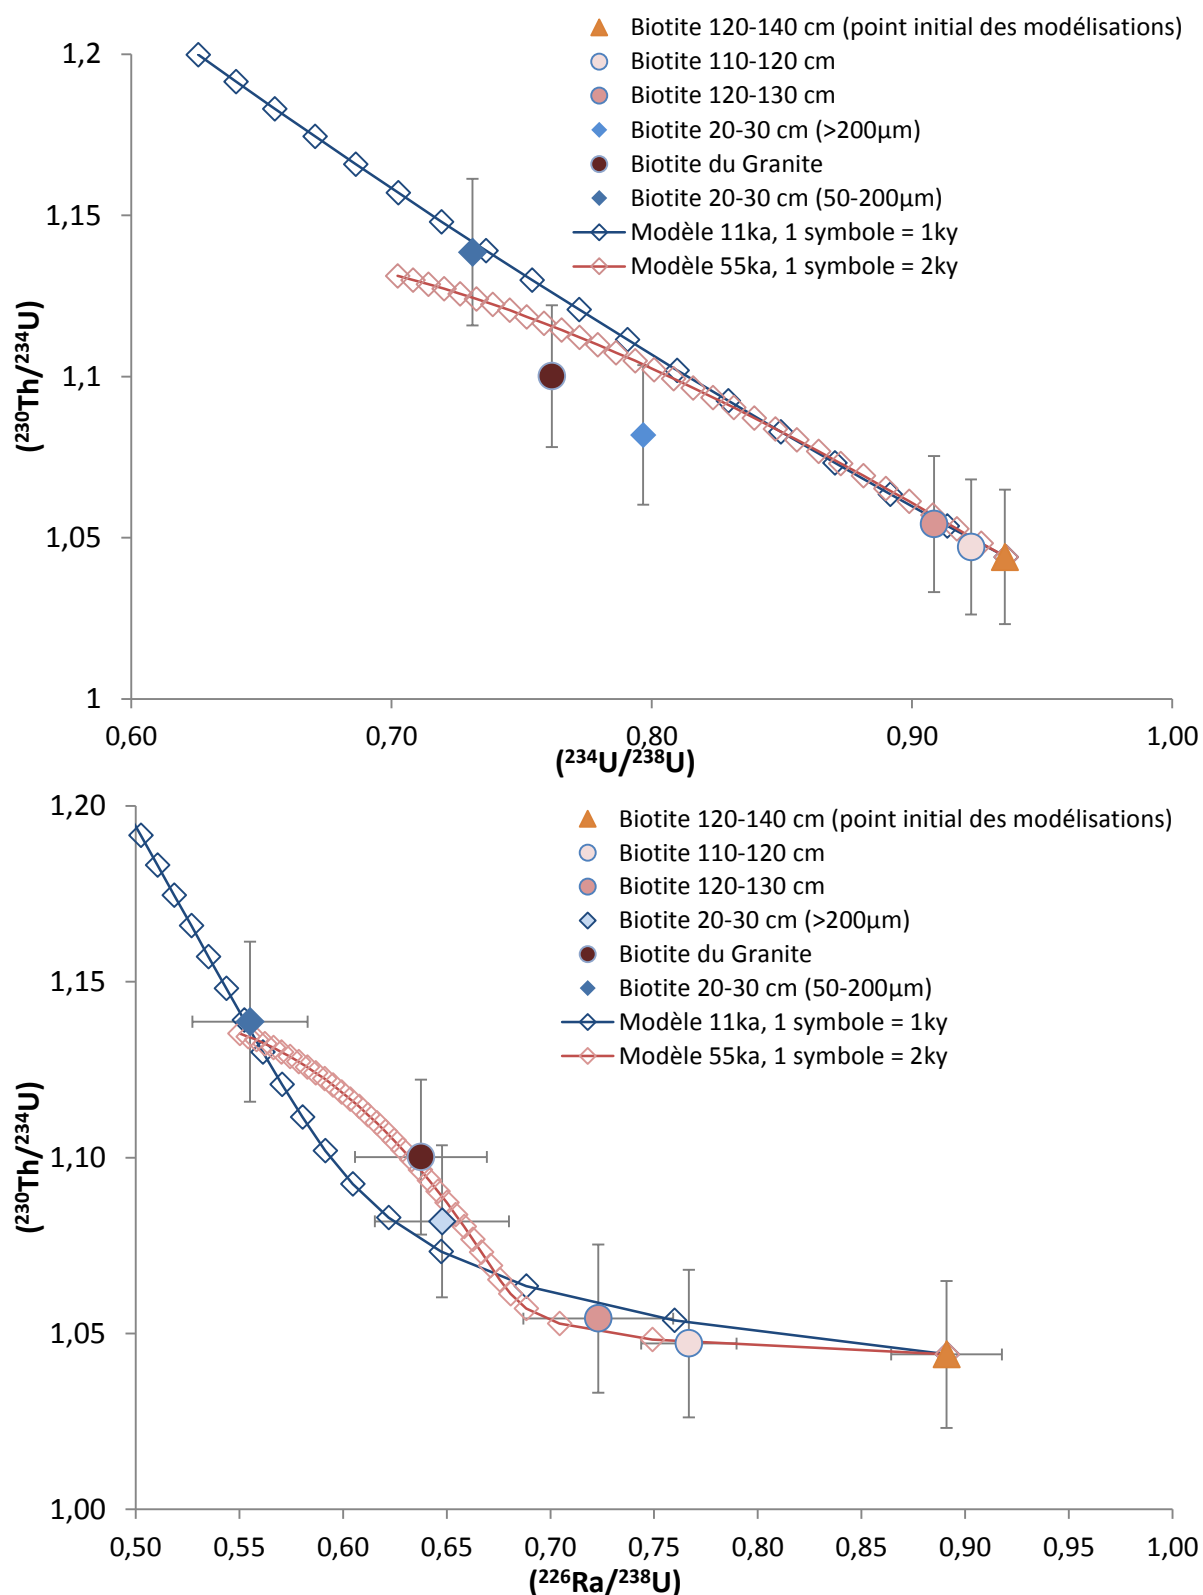 Biotite 120-140 cm (point initial des modélisations)
Biotite 110-120 cm
Biotite 120-130 cm
Biotite 20-30 cm (>200µm)
Biotite du Granite
Biotite 20-30 cm (50-200µm)
Modèle 11ka, 1 symbole = 1ky
Modèle 55ka, 1 symbole = 2ky
1,2
1,15
1,1
1,05
1
(²³⁰Th/²³⁴U)
0,60 0,70 0,80 0,90 1,00
(²³⁴U/²³⁸U)
Biotite 120-140 cm (point initial des modélisations)
Biotite 110-120 cm
Biotite 120-130 cm
Biotite 20-30 cm (>200µm)
Biotite du Granite
Biotite 20-30 cm (50-200µm)
Modèle 11ka, 1 symbole = 1ky
Modèle 55ka, 1 symbole = 2ky
1,20
1,15
1,10
1,05
1,00
(²³⁰Th/²³⁴U)
0,50 0,55 0,60 0,65 0,70 0,75 0,80 0,85 0,90 0,95 1,00
(²²⁶Ra/²³⁸U)